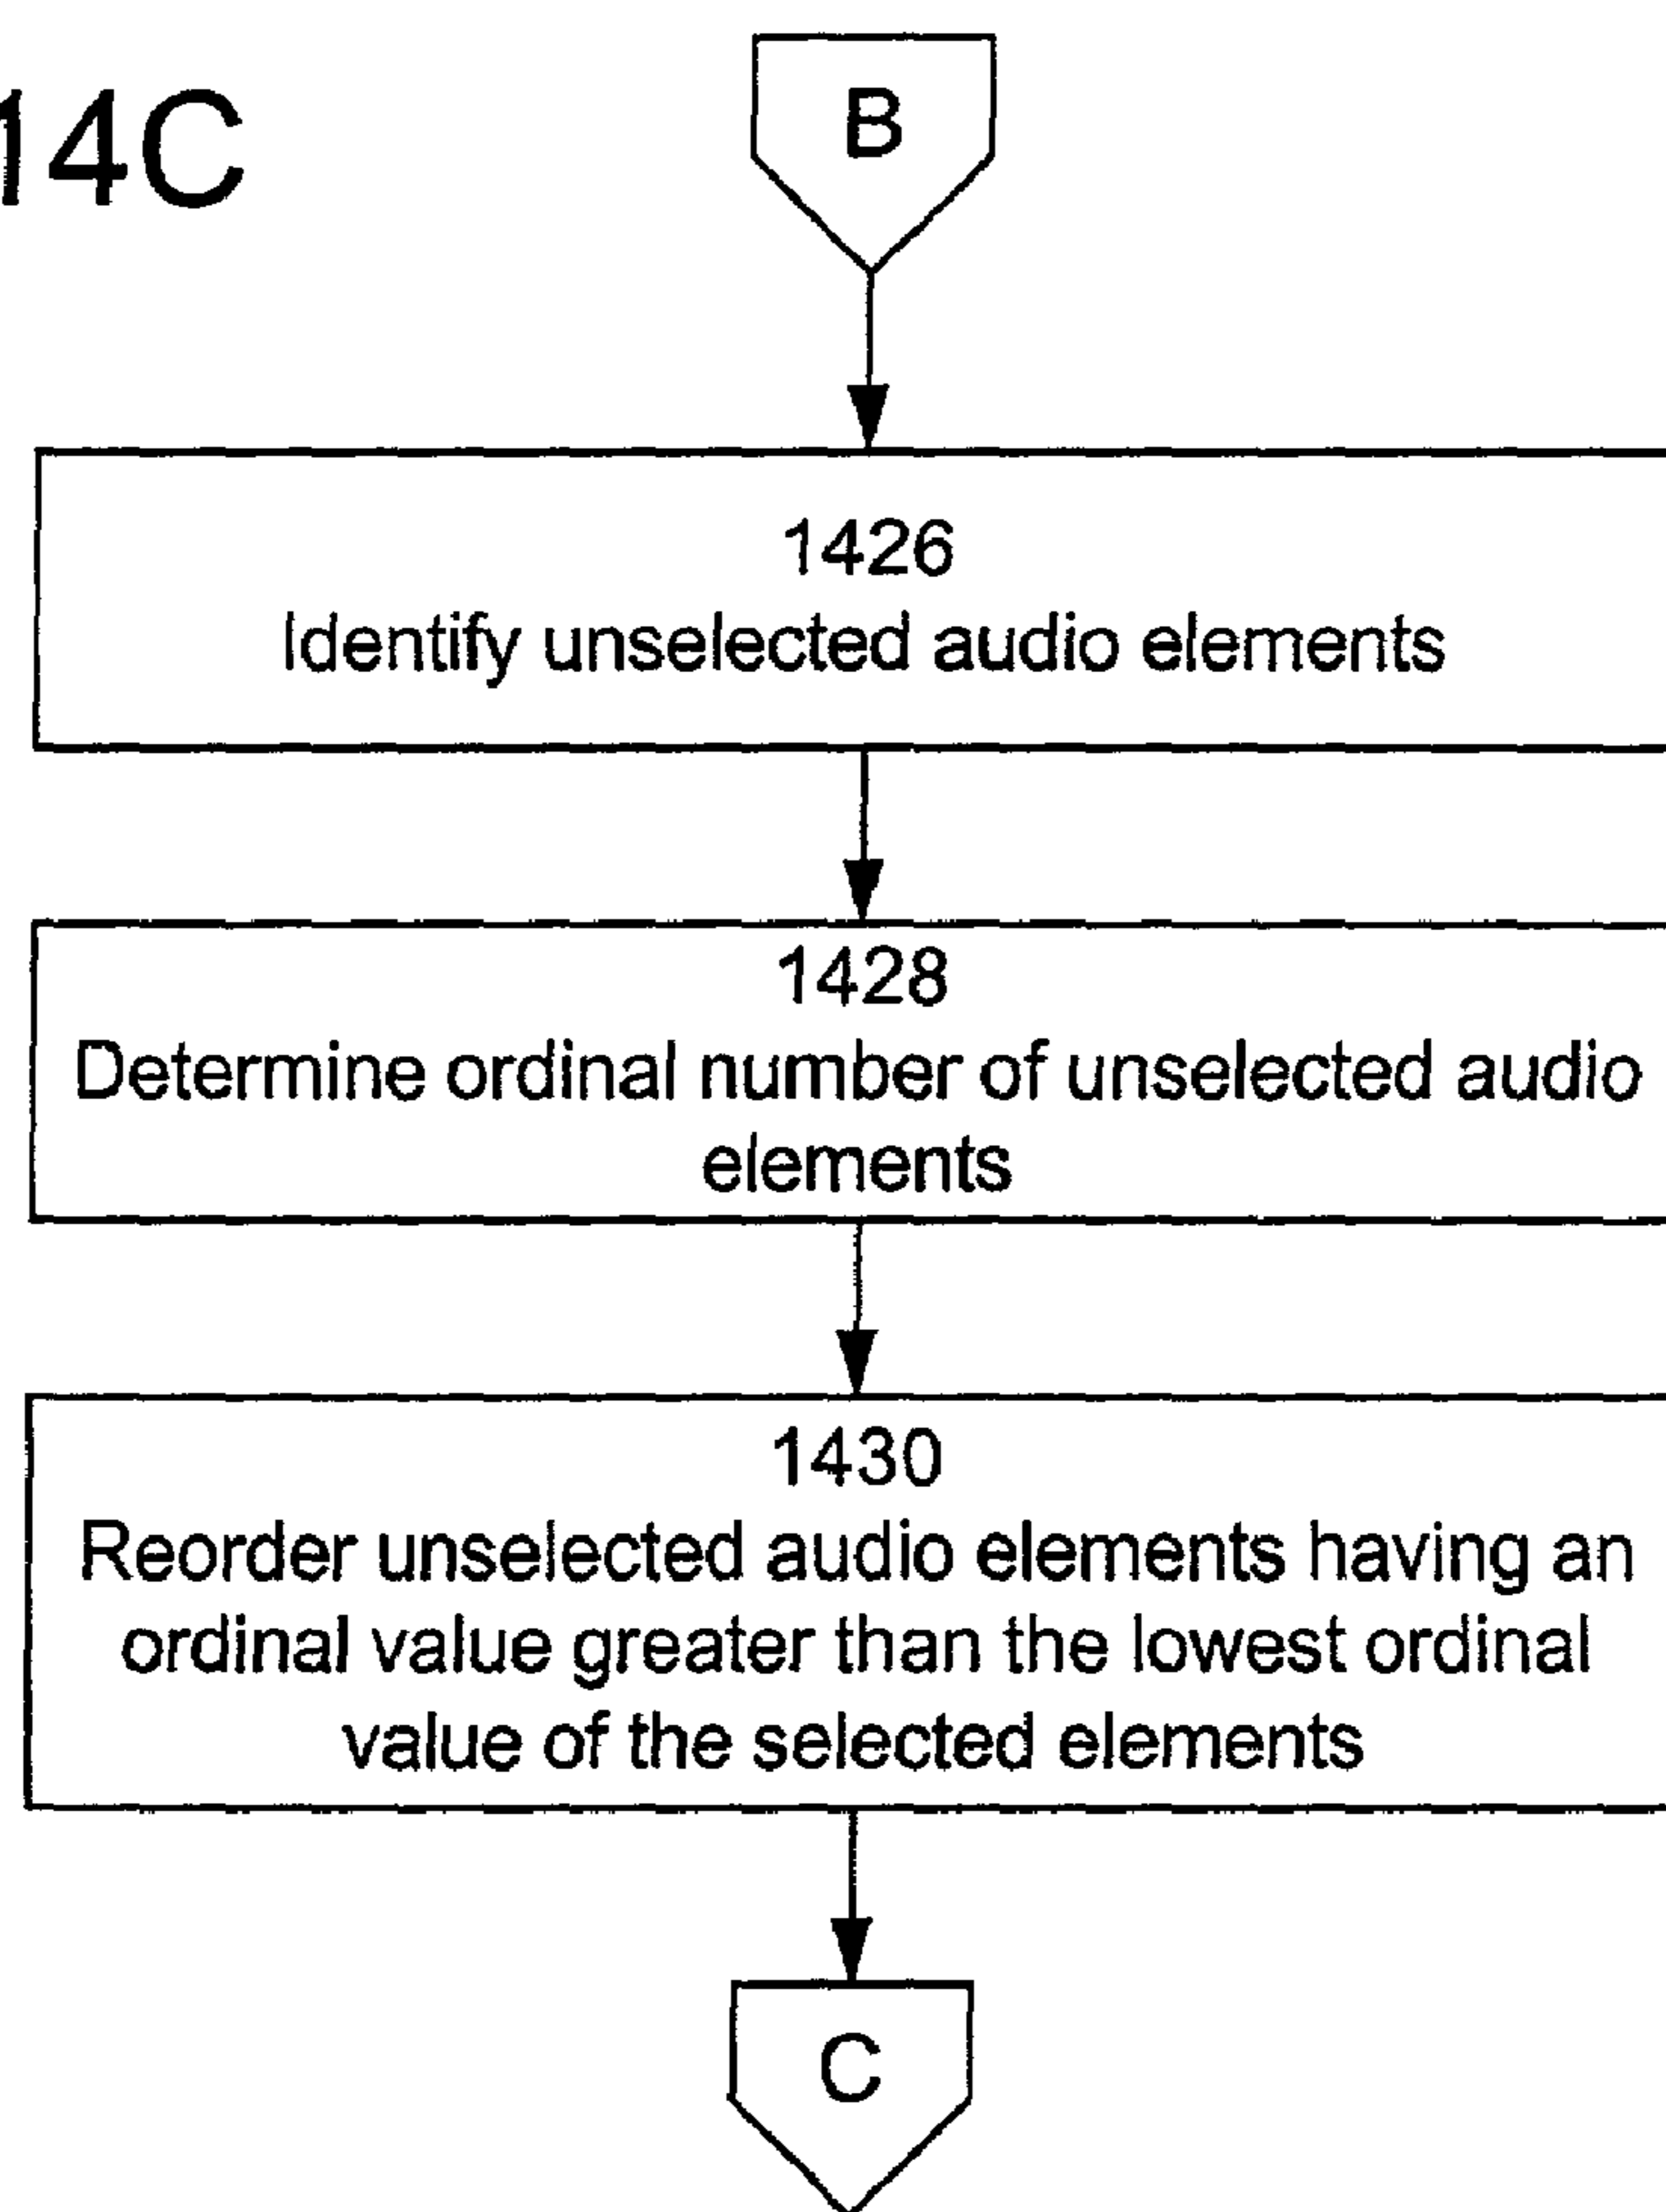 14C
B
1426
Identify unselected audio elements
1428
Determine ordinal number of unselected audio
elements
1430
Reorder unselected audio elements having an
ordinal value greater than the lowest ordinal
value of the selected elements
C